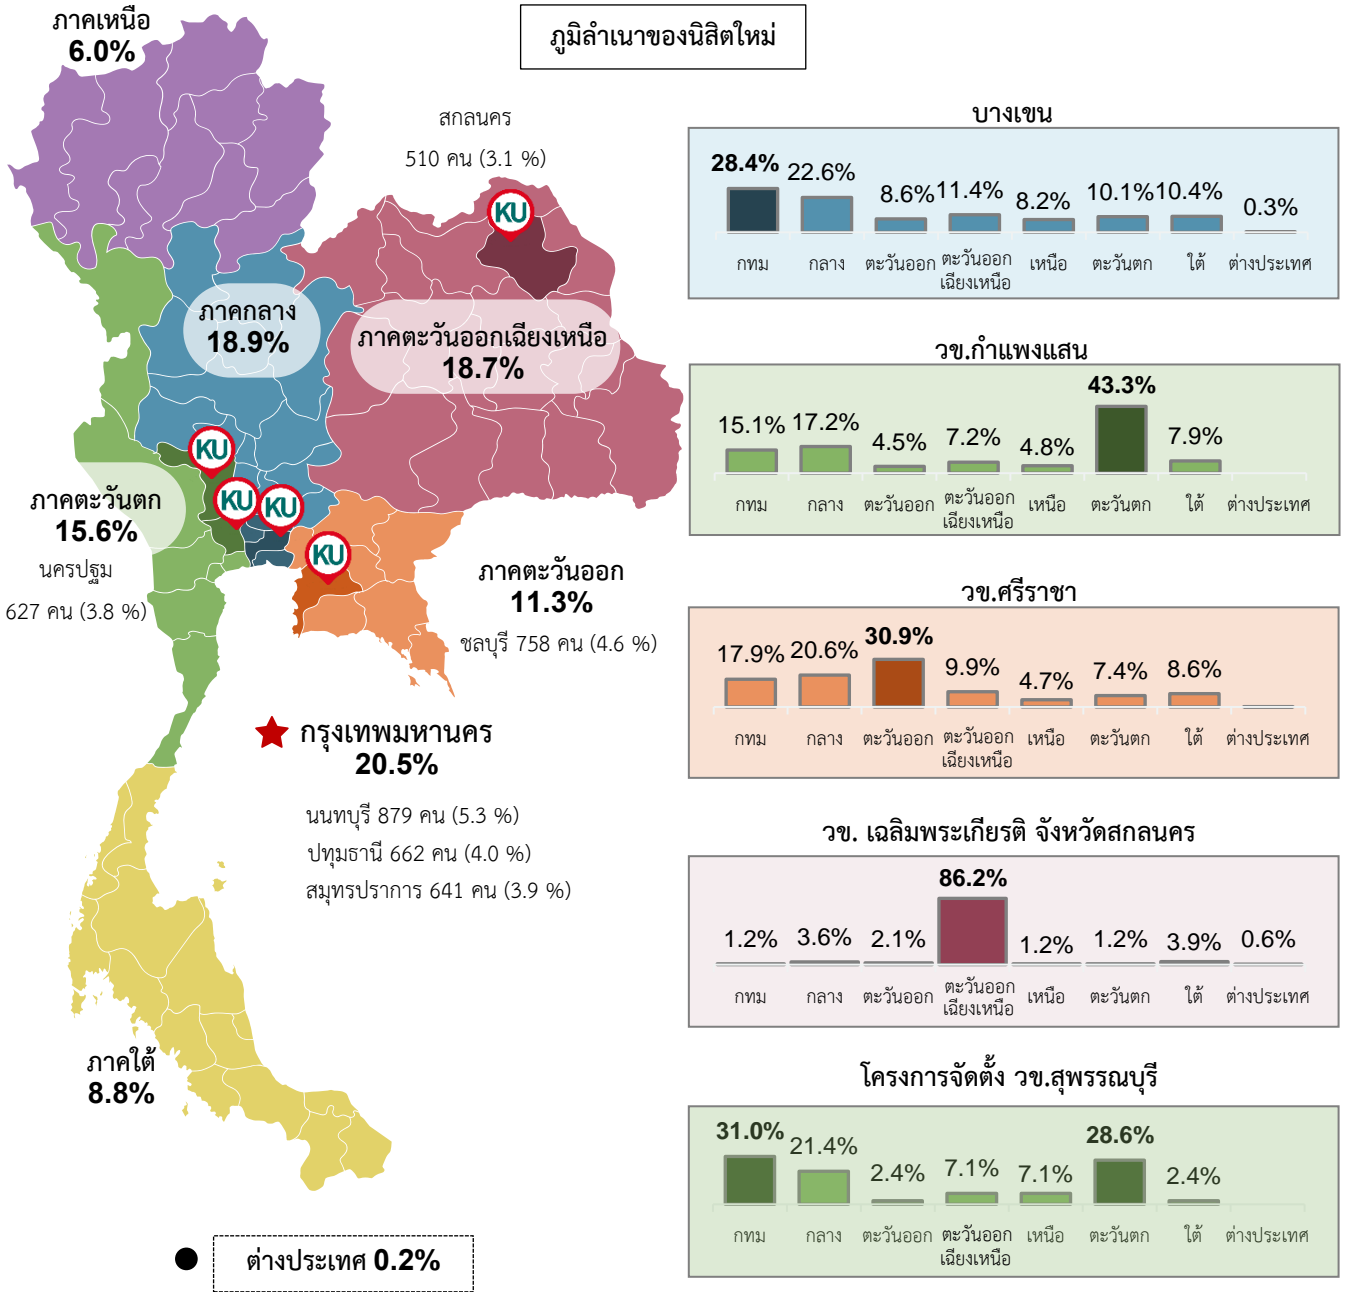 ภูมิลำเนาของนิสิตใหม่
ภาคเหนือ
6.0%
สกลนคร
510 คน (3.1 %)
KU
ภาคกลาง
18.9%
ภาคตะวันออกเฉียงเหนือ
18.7%
KU
KU
KU
KU
ภาคตะวันตก
15.6%
นครปฐม
627 คน (3.8 %)
ภาคตะวันออก
11.3%
ชลบุรี 758 คน (4.6 %)
กรุงเทพมหานคร
20.5%
นนทบุรี 879 คน (5.3 %)
ปทุมธานี 662 คน (4.0 %)
สมุทรปราการ 641 คน (3.9 %)
ภาคใต้
8.8%
ต่างประเทศ 0.2%
บางเขน
28.4% 22.6% 8.6% 11.4% 8.2% 10.1% 10.4% 0.3%
กทม กลาง ตะวันออก ตะวันออก เหนือ ตะวันตก ใต้ ต่างประเทศ
เฉียงเหนือ
วข.กำแพงแสน
15.1% 17.2% 4.5% 7.2% 4.8% 43.3% 7.9%
กทม กลาง ตะวันออก ตะวันออก เหนือ ตะวันตก ใต้ ต่างประเทศ
เฉียงเหนือ
วข.ศรีราชา
17.9% 20.6% 30.9% 9.9% 4.7% 7.4% 8.6%
กทม กลาง ตะวันออก ตะวันออก เหนือ ตะวันตก ใต้ ต่างประเทศ
เฉียงเหนือ
วข. เฉลิมพระเกียรติ จังหวัดสกลนคร
1.2% 3.6% 2.1% 86.2% 1.2% 1.2% 3.9% 0.6%
กทม กลาง ตะวันออก ตะวันออก เหนือ ตะวันตก ใต้ ต่างประเทศ
เฉียงเหนือ
โครงการจัดตั้ง วข.สุพรรณบุรี
31.0% 21.4% 2.4% 7.1% 7.1% 28.6% 2.4%
กทม กลาง ตะวันออก ตะวันออก เหนือ ตะวันตก ใต้ ต่างประเทศ
เฉียงเหนือ